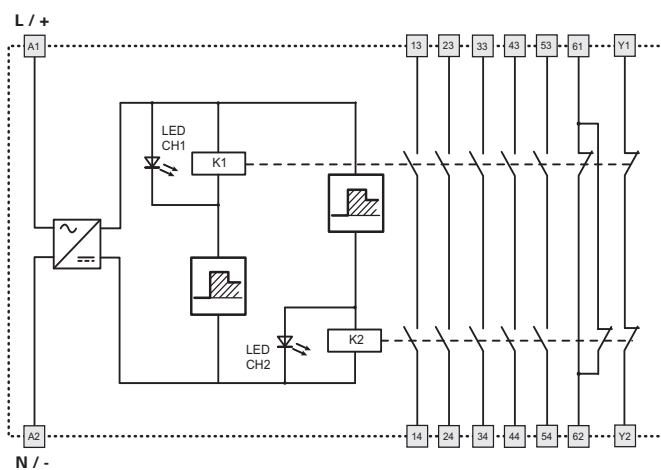 L / +
A1
13
23
33
43
53
61
Y1
LED
CH1
K1
LED
CH2
K2
A2
14
24
34
44
54
62
Y2
N / -